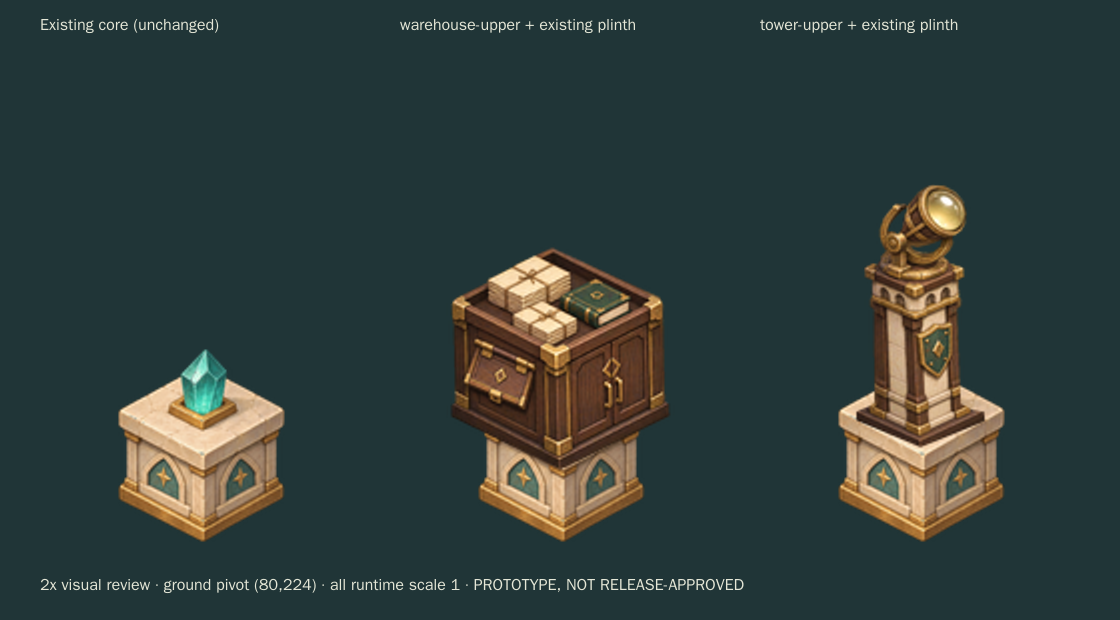 Existing core (unchanged)
warehouse-upper + existing plinth
tower-upper + existing plinth
2x visual review · ground pivot (80,224) · all runtime scale 1 · PROTOTYPE, NOT RELEASE-APPROVED